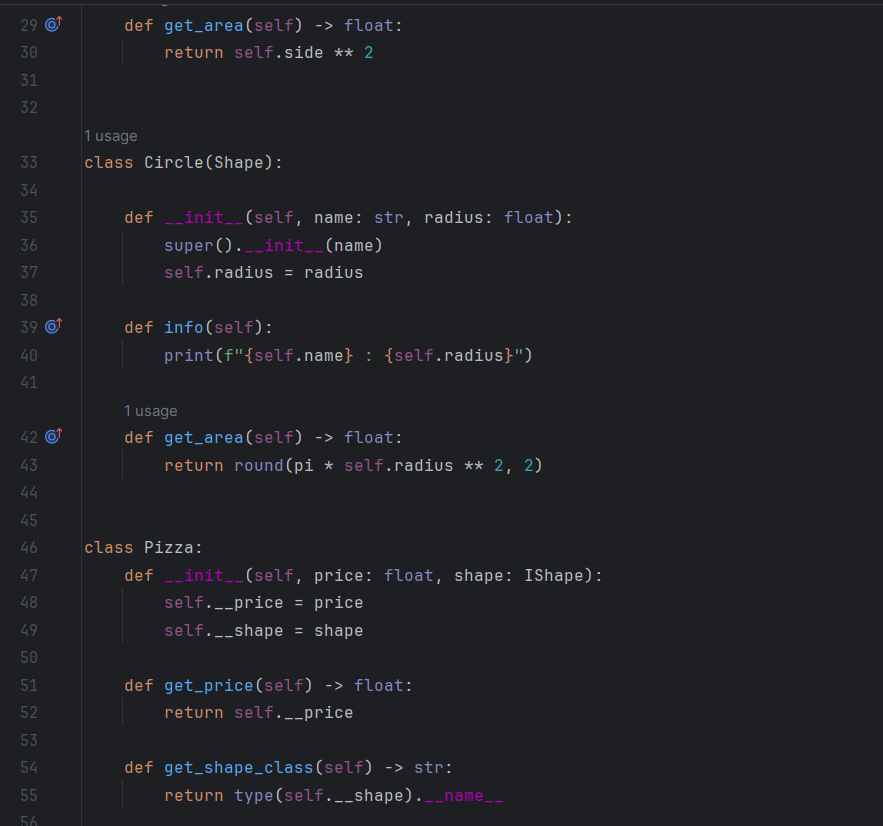 29 def get_area(self) -> float:
30 return self.side ** 2
31
32
1 usage
33 class Circle(Shape):
34
35 def __init__(self, name: str, radius: float):
36 super().__init__(name)
37 self.radius = radius
38
39 def info(self):
40 print(f"{self.name} : {self.radius}")
41
1 usage
42 def get_area(self) -> float:
43 return round(pi * self.radius ** 2, 2)
44
45
46 class Pizza:
47 def __init__(self, price: float, shape: IShape):
48 self.__price = price
49 self.__shape = shape
50
51 def get_price(self) -> float:
52 return self.__price
53
54 def get_shape_class(self) -> str:
55 return type(self.__shape).__name__
56